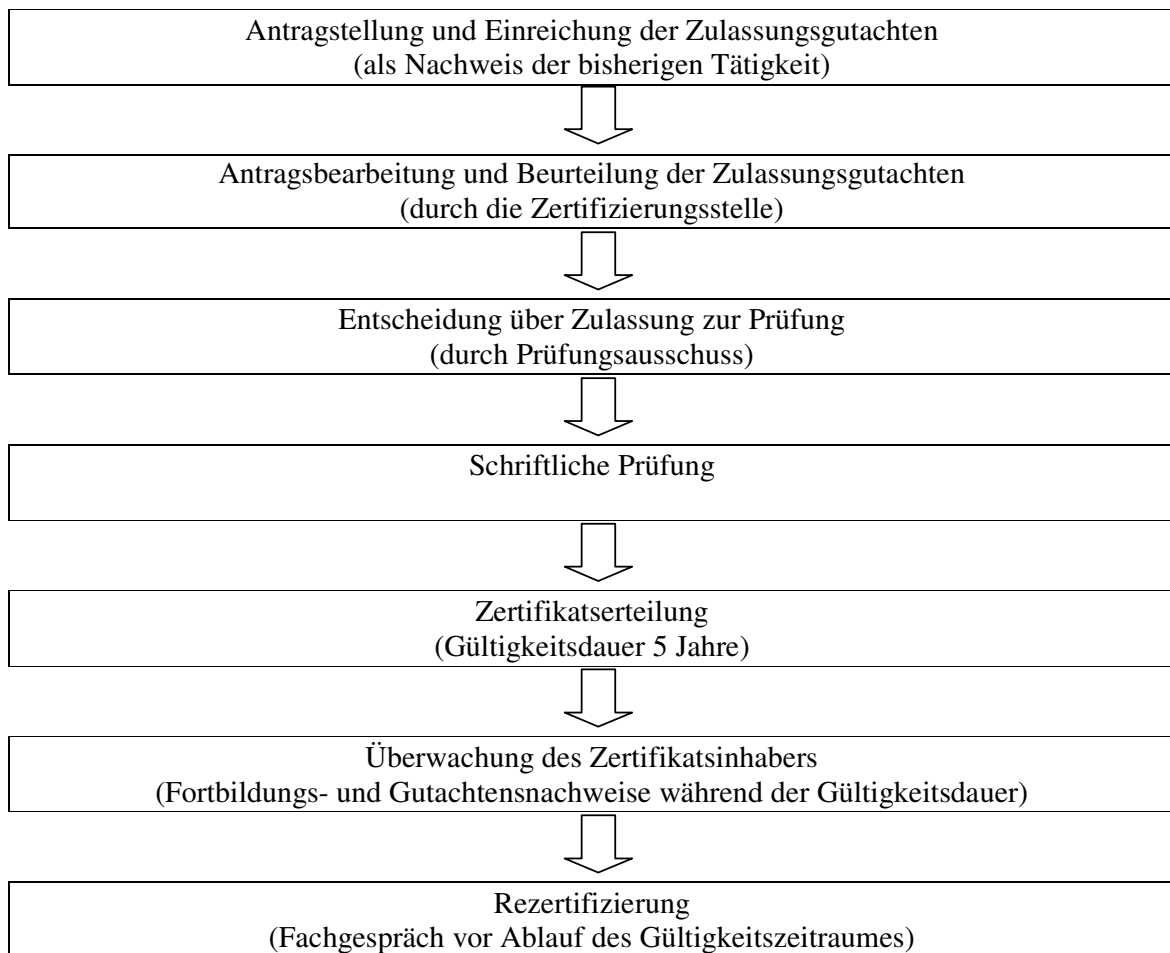 Antragstellung und Einreichung der Zulassungsgutachten
(als Nachweis der bisherigen Tätigkeit)
Antragsbearbeitung und Beurteilung der Zulassungsgutachten
(durch die Zertifizierungsstelle)
Entscheidung über Zulassung zur Prüfung
(durch Prüfungsausschuss)
Schriftliche Prüfung
Zertifikatserteilung
(Gültigkeitsdauer 5 Jahre)
Überwachung des Zertifikatsinhabers
(Fortbildungs- und Gutachtensnachweise während der Gültigkeitsdauer)
Rezertifizierung
(Fachgespräch vor Ablauf des Gültigkeitszeitraumes)